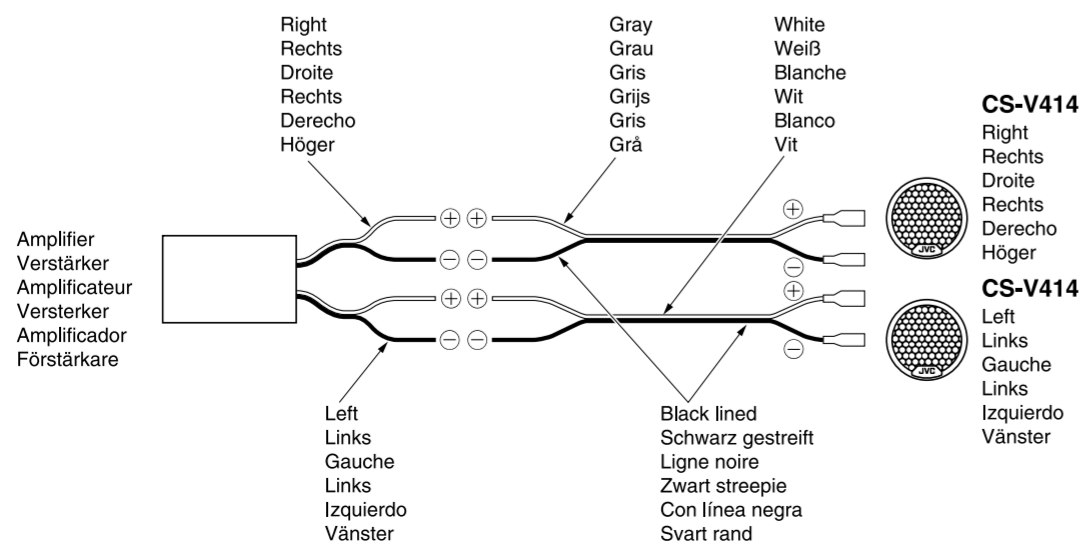 Right
Rechts
Droite
Rechts
Derecho
Höger
Gray
Grau
Gris
Grijs
Gris
Grå
White
Weiß
Blanche
Wit
Blanco
Vit
CS-V414
Right
Rechts
Droite
Rechts
Derecho
Höger
Amplifier
Verstärker
Amplificateur
Versterker
Amplificador
Förstärkare
+ + +
JVC
- - -
+ + +
CS-V414
Left
Links
Gauche
Links
Izquierdo
Vänster
JVC
- - -
Left
Links
Gauche
Links
Izquierdo
Vänster
Black lined
Schwarz gestreift
Ligne noire
Zwart streepie
Con línea negra
Svart rand